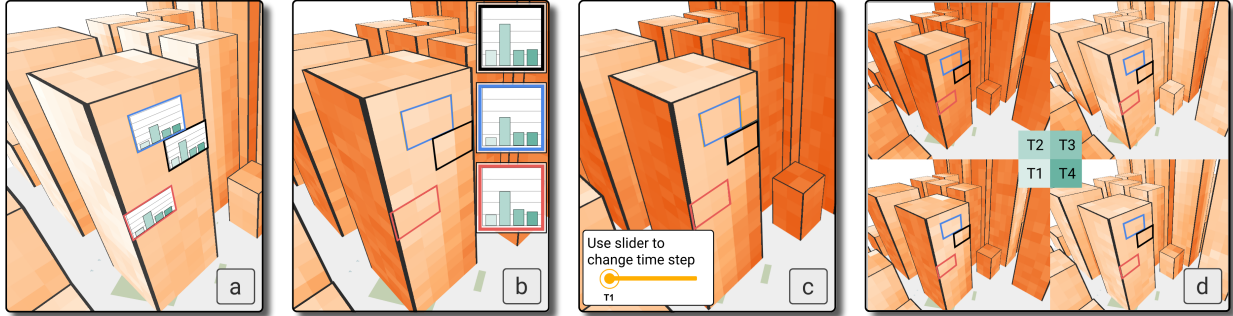 a
b
Use slider to
change time step
T1
c
T2 T3
T1 T4
d